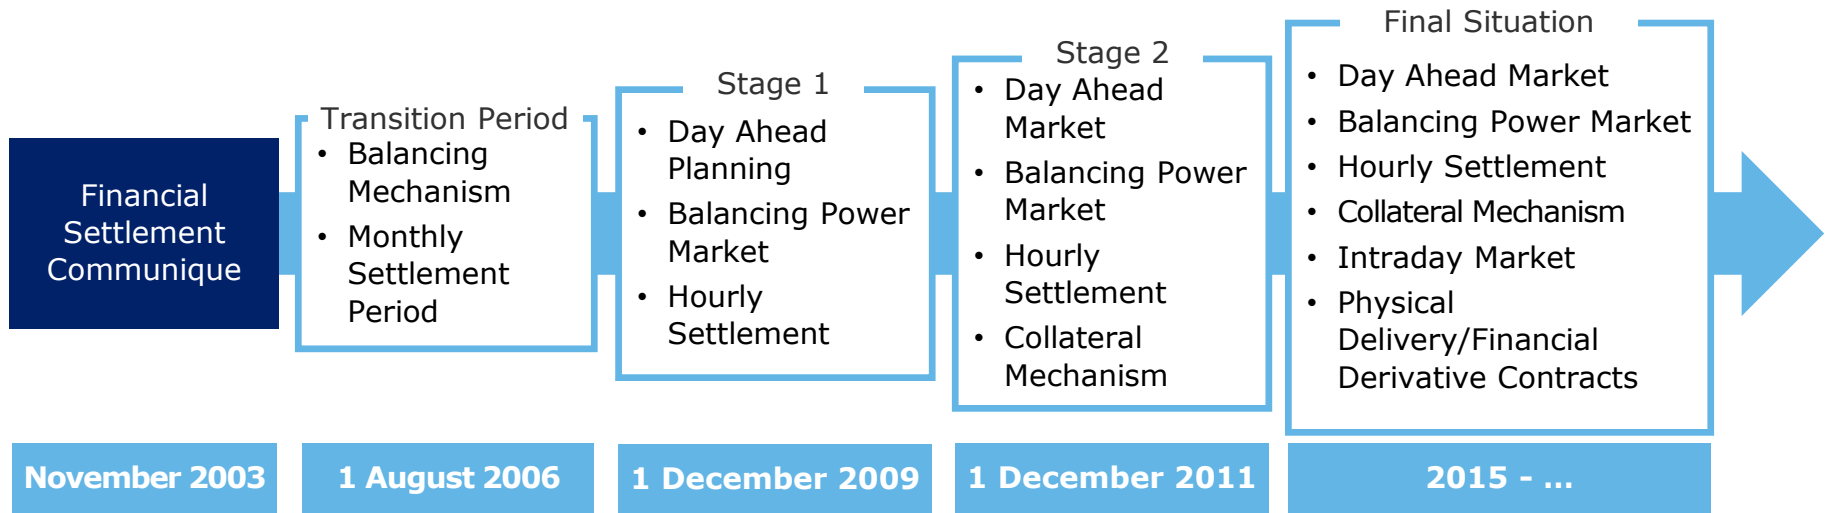 Financial
Settlement
Communique
Transition Period
• Balancing
Mechanism
• Monthly
Settlement
Period
Stage 1
• Day Ahead
Planning
• Balancing Power
Market
• Hourly
Settlement
Stage 2
• Day Ahead
Market
• Balancing Power
Market
• Hourly
Settlement
• Collateral
Mechanism
Final Situation
• Day Ahead Market
• Balancing Power Market
• Hourly Settlement
• Collateral Mechanism
• Intraday Market
• Physical
Delivery/Financial
Derivative Contracts
November 2003
1 August 2006
1 December 2009
1 December 2011
2015 - …